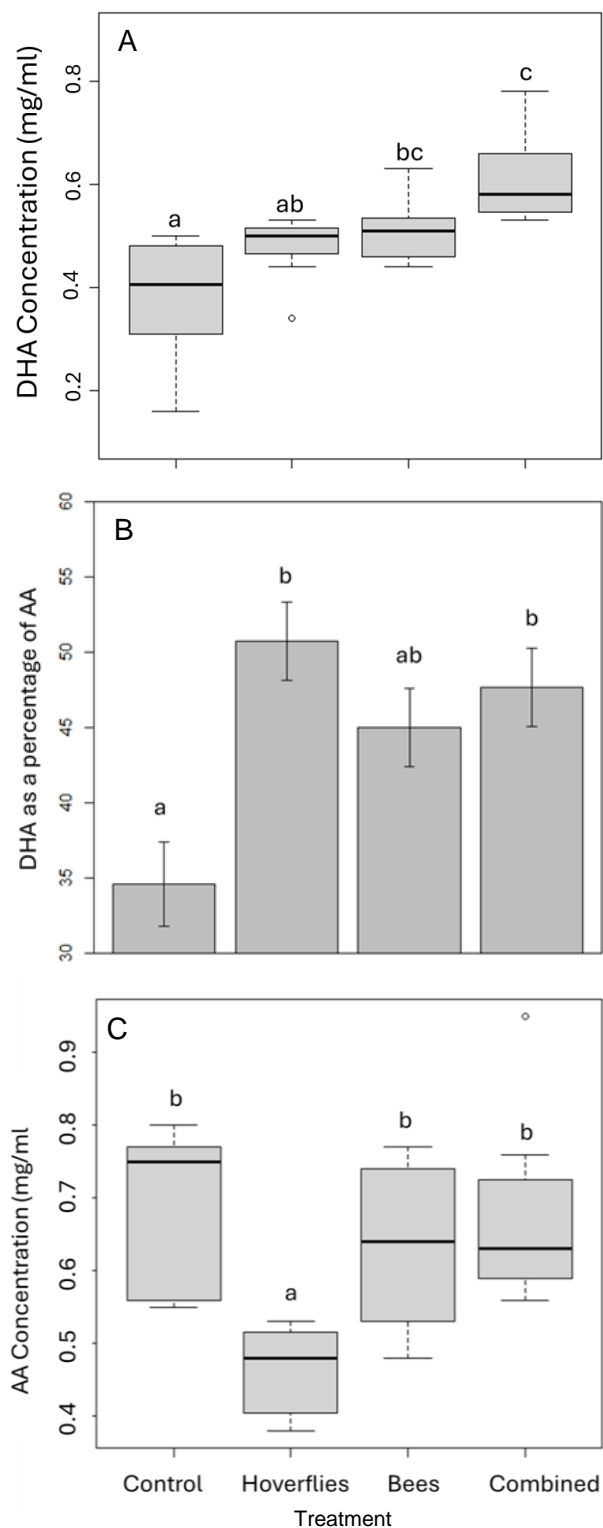 A
DHA Concentration (mg/ml)
0.8
0.6
0.4
0.2
a
ab
bc
c
B
DHA as a percentage of AA
60
55
50
45
40
35
30
a
b
ab
b
C
AA Concentration (mg/ml
0.9
0.8
0.7
0.6
0.5
0.4
b
a
b
b
Control Hoverflies Bees Combined
Treatment